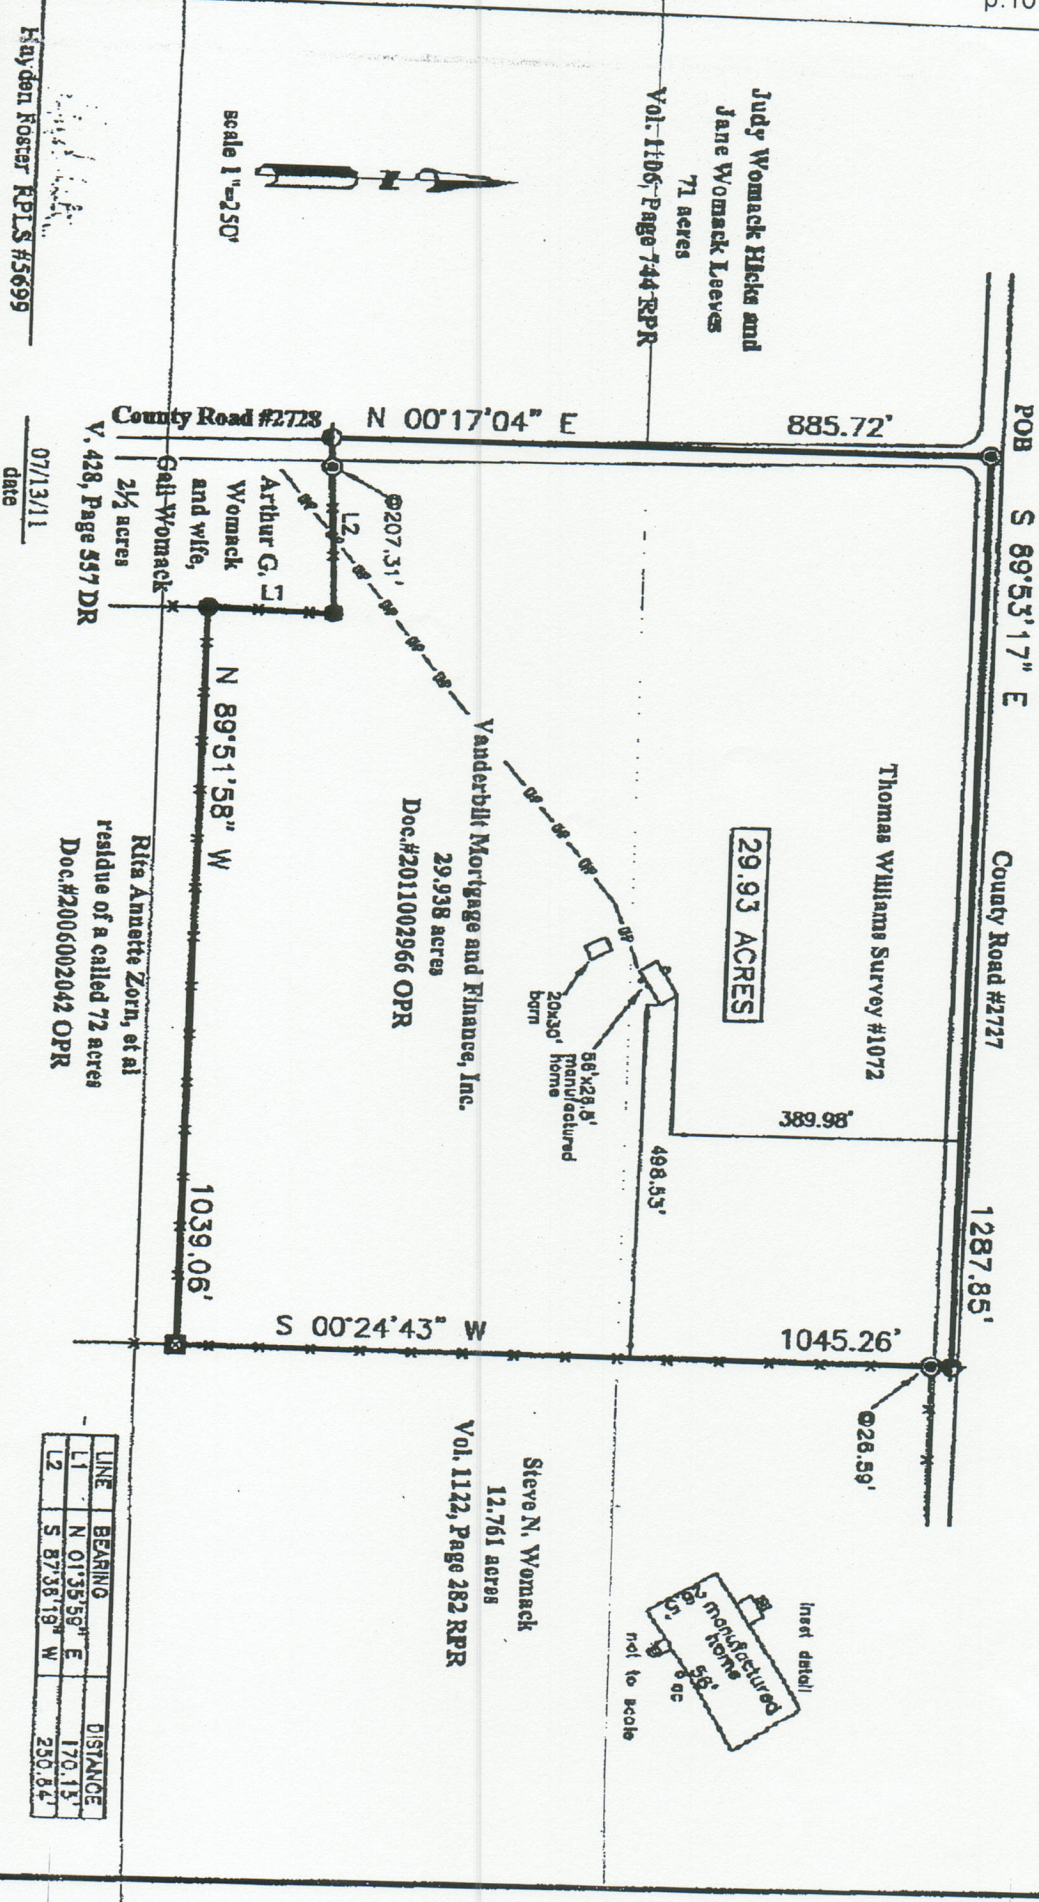 p.10
POB S 89°53'17" E
County Road #2727
1287.85'
Judy Womack Hicks and
Jane Womack Leeves
71 acres
Vol. 1106, Page 744 RPR
N
scale 1"=250'
N 00°17'04" E
885.72'
County Road #2728
Thomas Williams Survey #1072
29.93 ACRES
389.98'
498.53'
56'x28.5'
manufactured
home
20x30'
barn
Vanderbilt Mortgage and Finance, Inc.
29.938 acres
Doc.#2011002966 OPR
@207.31'
L2
L1
Arthur G.
Womack
and wife,
Gail Womack
2½ acres
V. 428, Page 557 DR
N 89°51'58" W
1039.06'
Rita Annette Zorn, et al
residue of a called 72 acres
Doc.#2006002042 OPR
S 00°24'43" W
1045.26'
@26.59'
Steve N. Womack
12.761 acres
Vol. 1122, Page 282 RPR
inset detail
manufactured
home
56'
ac
not to scale
LINE BEARING DISTANCE
L1 N 01°35'59" E 170.15'
L2 S 87°38'19" W 250.64'
Hayden Foster RPLS #5699
07/13/11
date